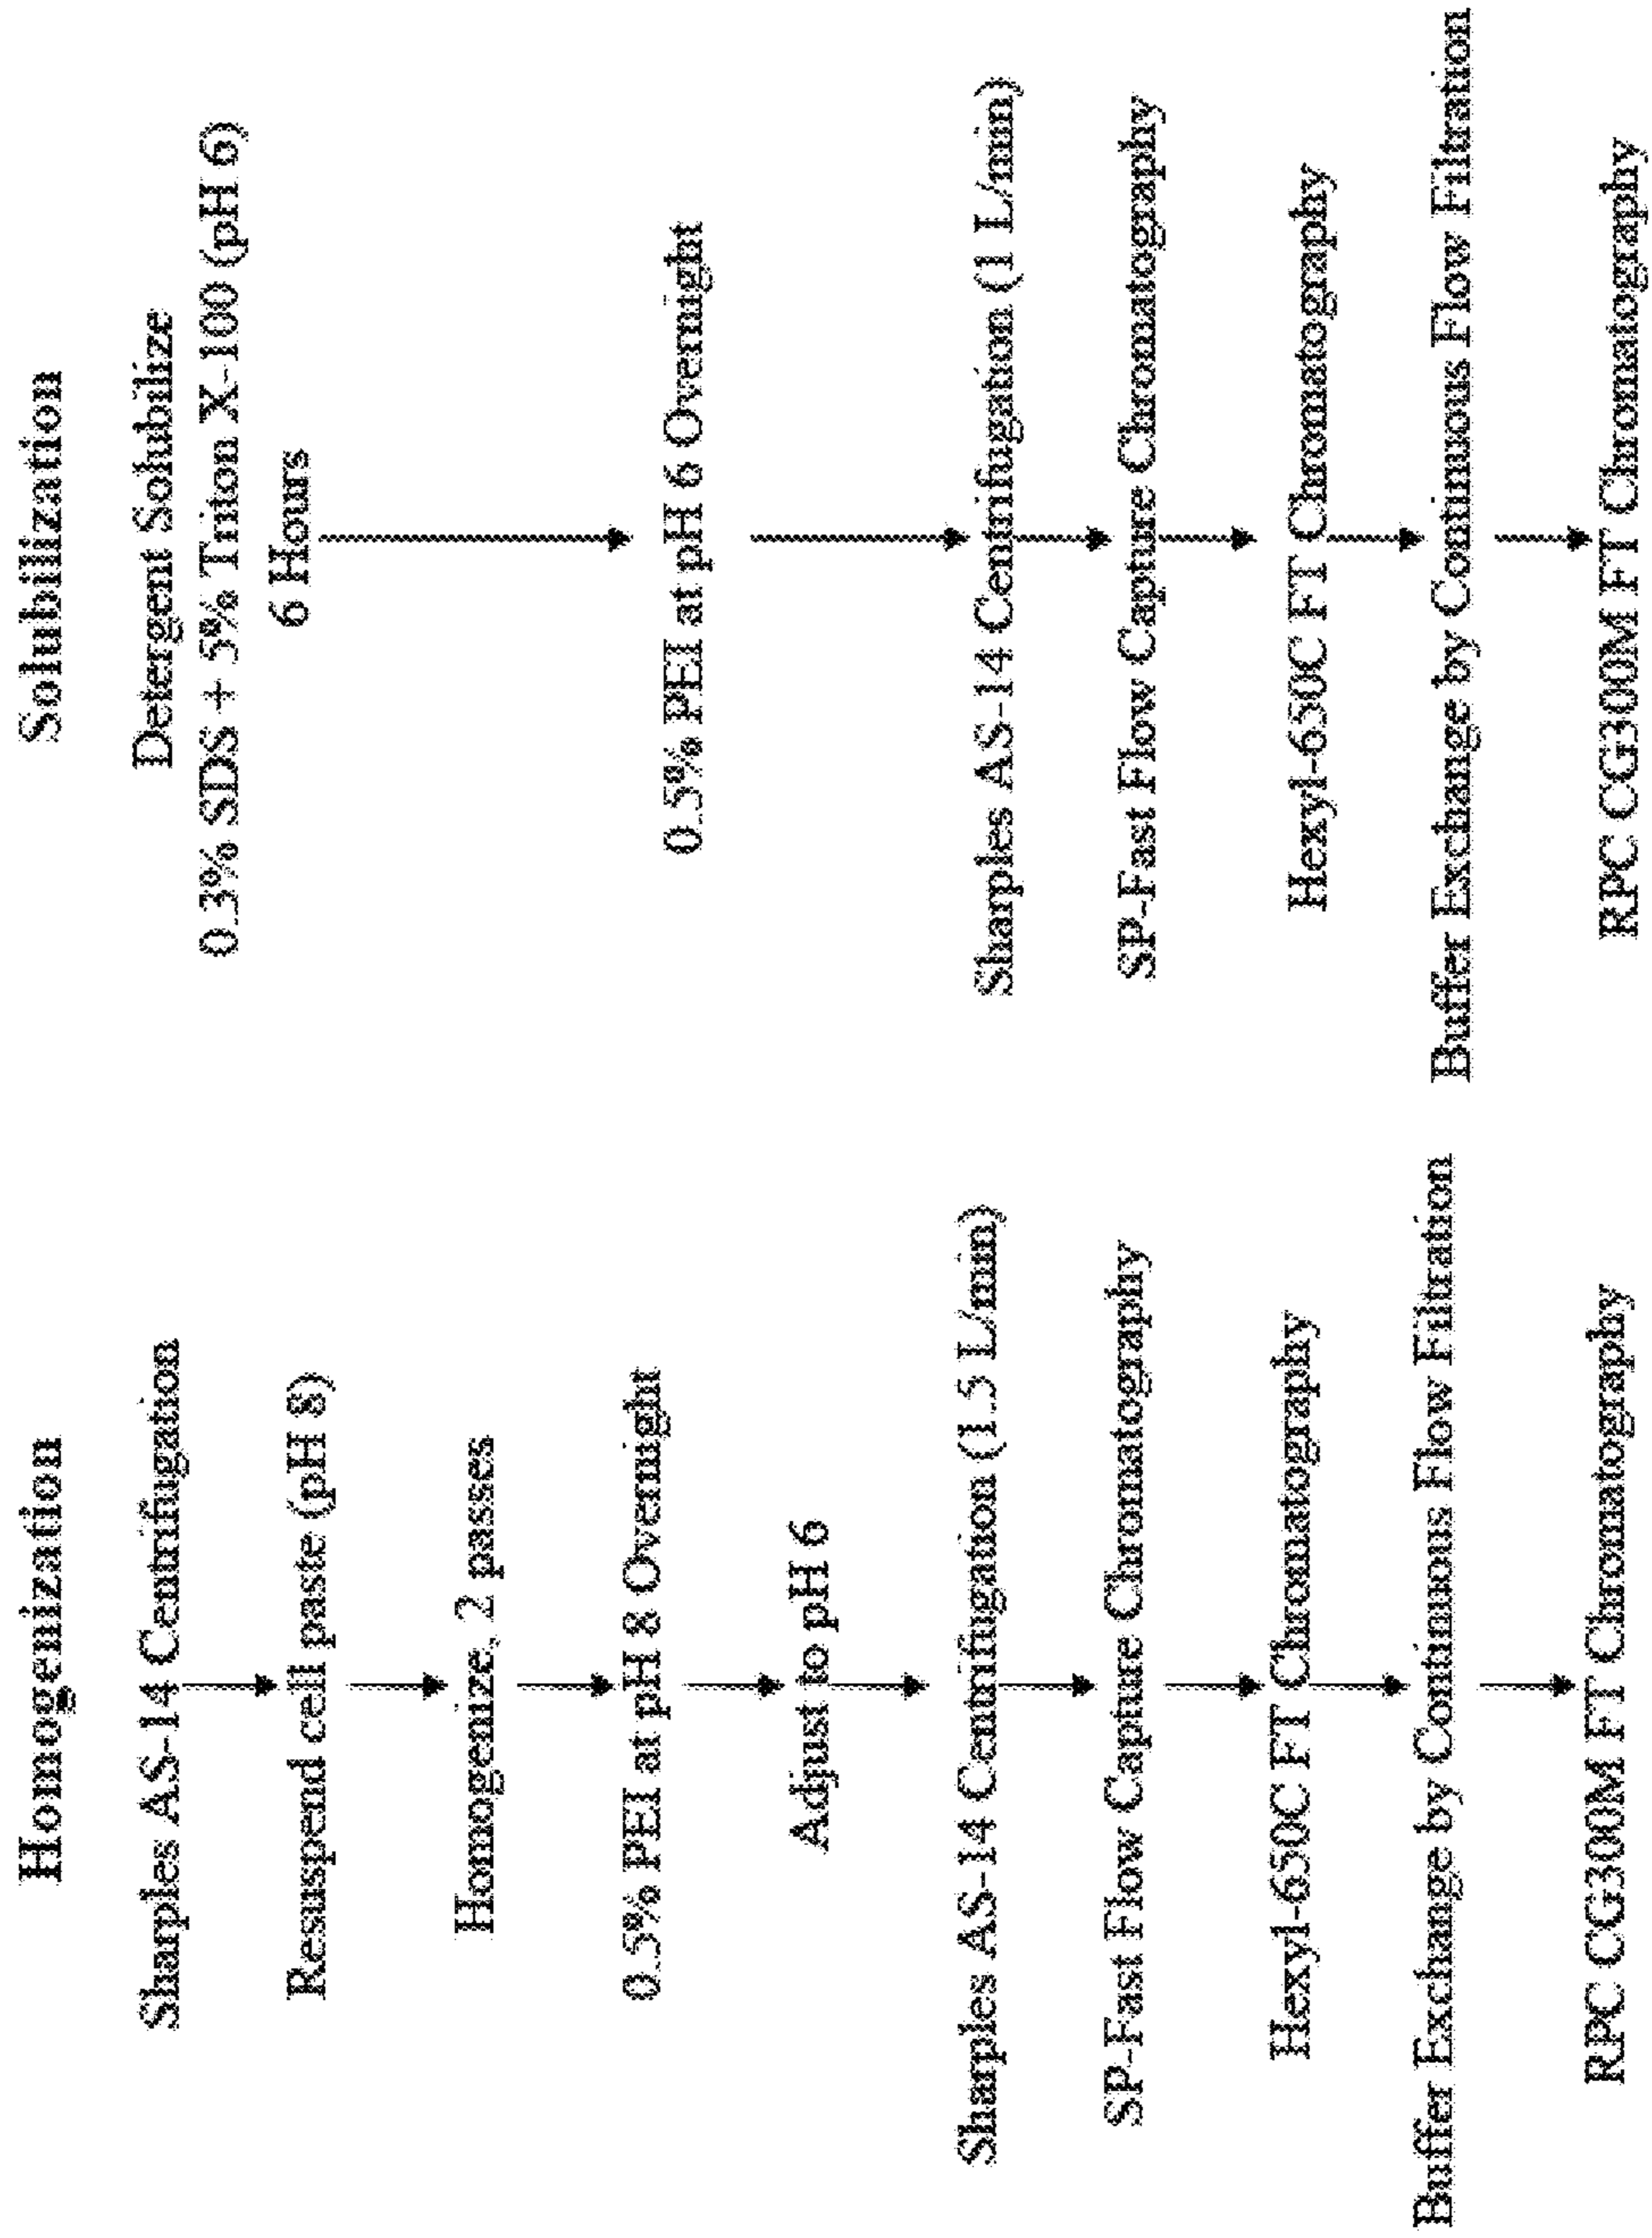 Homogenization
Sharples AS-14 Centrifugation
Resuspend cell paste (pH 8)
Homogenize, 2 passes
0.5% PEI at pH 8 Overnight
Adjust to pH 6
Sharples AS-14 Centrifugation (1.5 L/min)
SP-Fast Flow Capture Chromatography
Hexyl-650C FT Chromatography
Buffer Exchange by Continuous Flow Filtration
RPC CG300M FT Chromatography
Solubilization
Detergent Solubilize
0.3% SDS + 5% Triton X-100 (pH 6)
6 Hours
0.5% PEI at pH 6 Overnight
Sharples AS-14 Centrifugation (1 L/min)
SP-Fast Flow Capture Chromatography
Hexyl-650C FT Chromatography
Buffer Exchange by Continuous Flow Filtration
RPC CG300M FT Chromatography